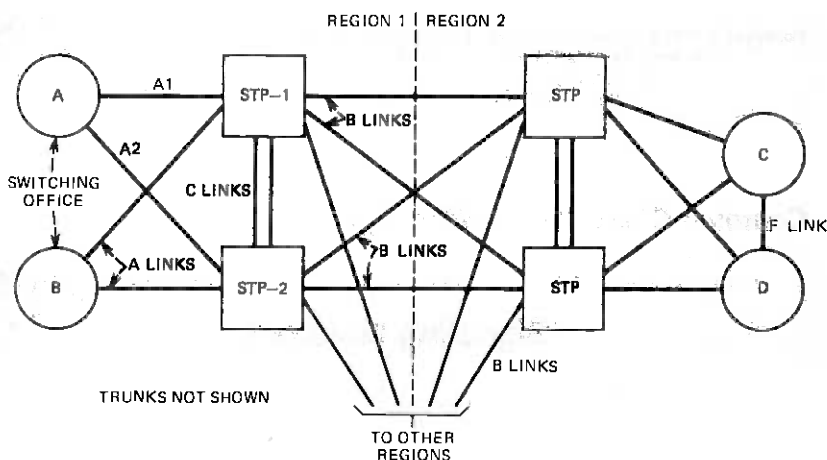 REGION 1 REGION 2
A
A1
STP-1
STP
B LINKS
A2
C
SWITCHING
OFFICE
C LINKS
F LINK
A LINKS
B LINKS
B
STP-2
STP
D
B LINKS
TRUNKS NOT SHOWN
TO OTHER
REGIONS